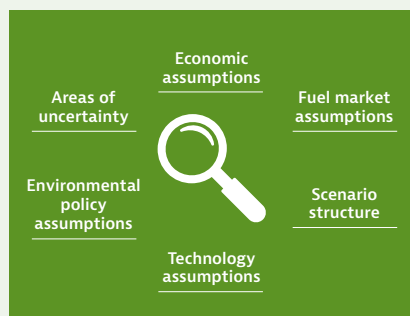 Economic
assumptions
Areas of
uncertainty
Fuel market
assumptions
Environmental
policy
assumptions
Scenario
structure
Technology
assumptions